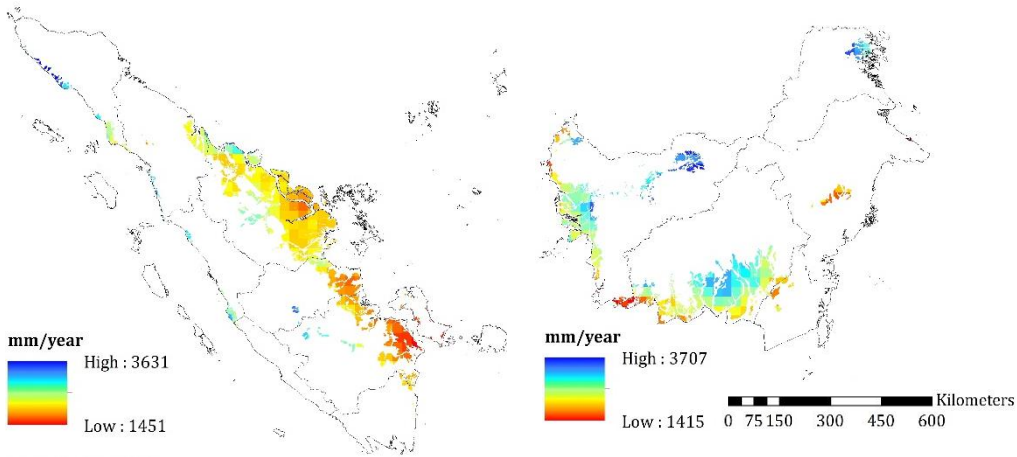 mm/year
High : 3631
Low : 1451
mm/year
High : 3707
Low : 1415
Kilometers
0 75 150 300 450 600